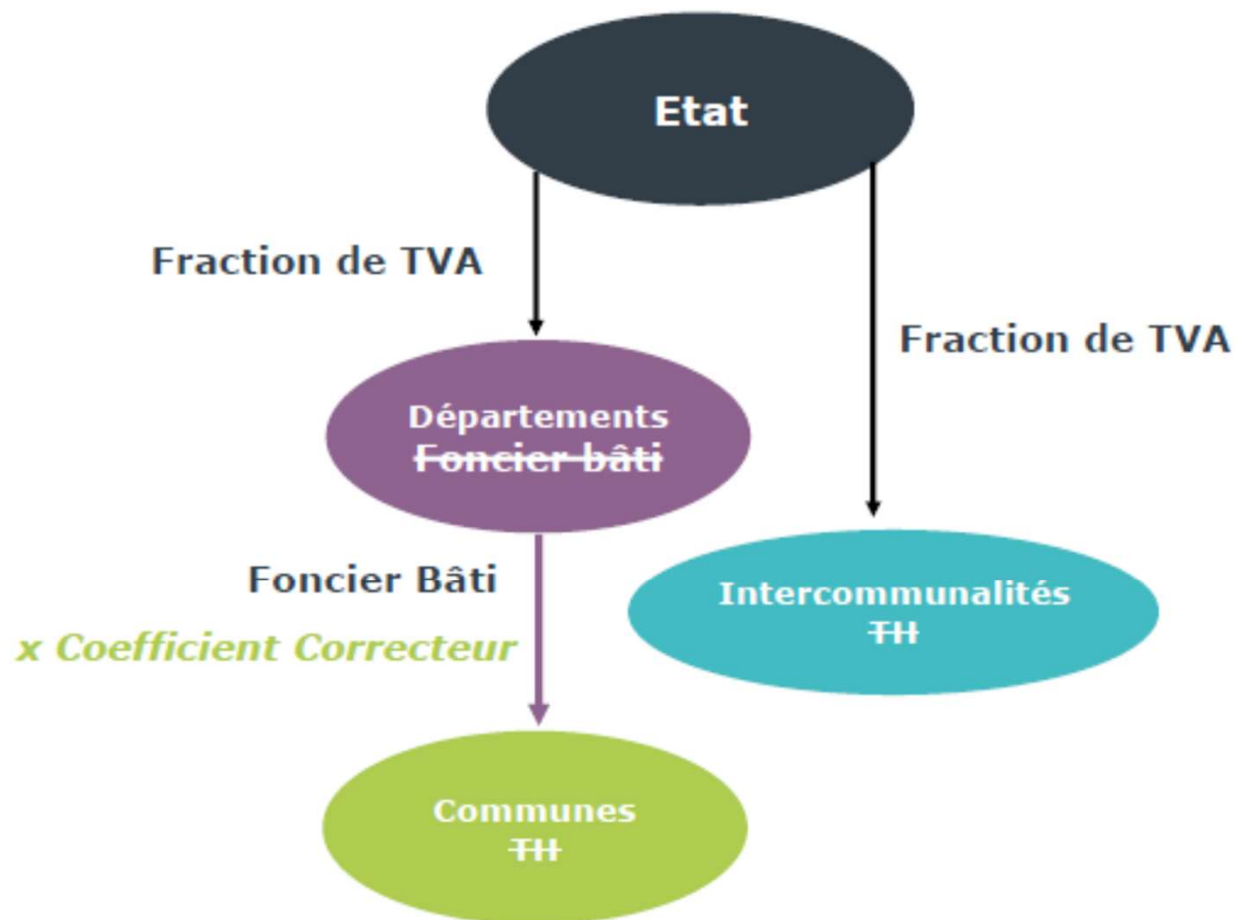 Etat
Fraction de TVA
Fraction de TVA
Départements
Foncier bâti
Foncier Bâti
x Coefficient Correcteur
Intercommunalités
TH
Communes
TH